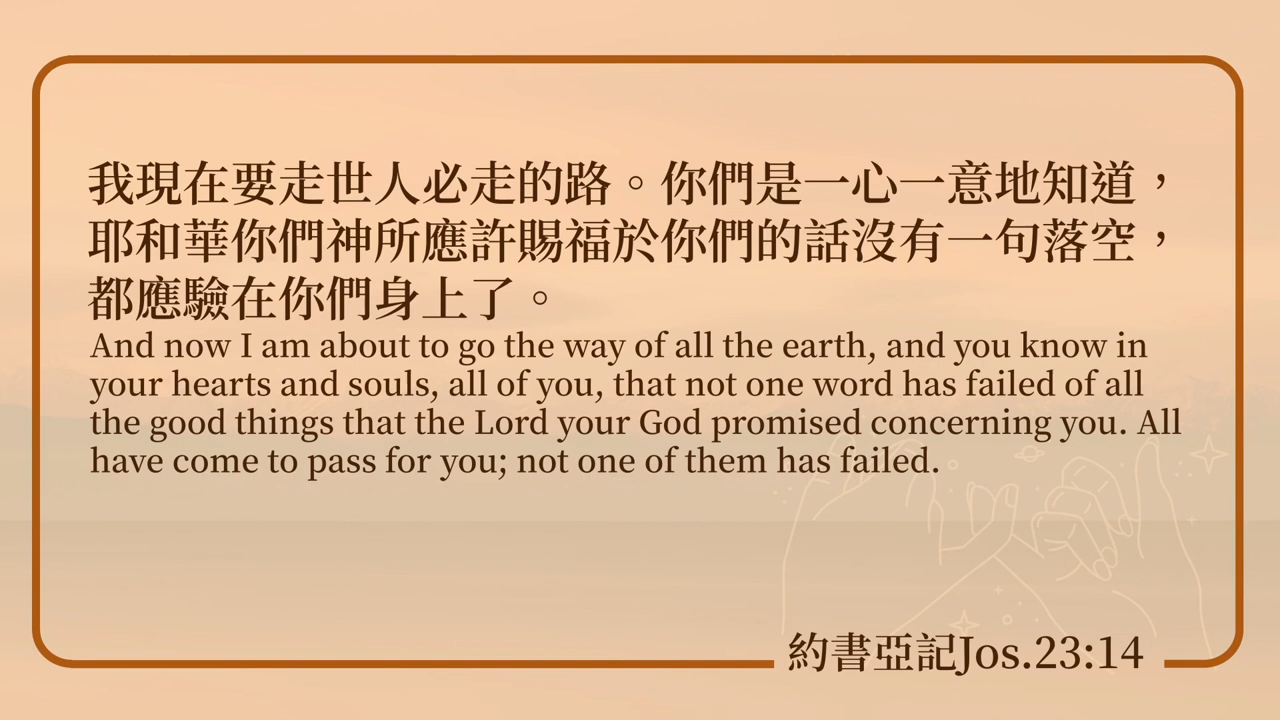 我現在要走世人必走的路。你們是一心一意地知道，
耶和華你們神所應許賜福於你們的話沒有一句落空，
都應驗在你們身上了。
And now I am about to go the way of all the earth, and you know in
your hearts and souls, all of you, that not one word has failed of all
the good things that the Lord your God promised concerning you. All
have come to pass for you; not one of them has failed.
約書亞記Jos.23:14